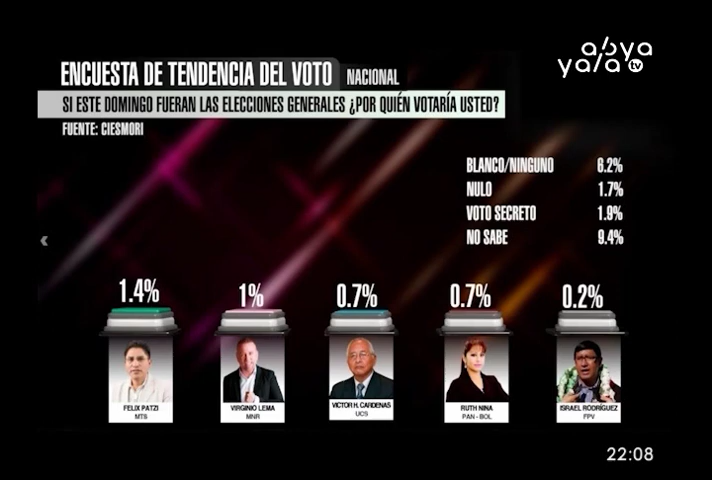 abya
yala tv
ENCUESTA DE TENDENCIA DEL VOTO NACIONAL
SI ESTE DOMINGO FUERAN LAS ELECCIONES GENERALES ¿POR QUIÉN VOTARÍA USTED?
FUENTE: CIESMORI
BLANCO/NINGUNO 6.2%
NULO 1.7%
VOTO SECRETO 1.9%
NO SABE 9.4%
1.4% 1% 0.7% 0.7% 0.2%
FELIX PATZI VIRGINIO LEMA VICTOR H. CARDENAS RUTH NINA ISRAEL RODRÍGUEZ
MTS MNR UCS PAN - BOL FPV
22:08